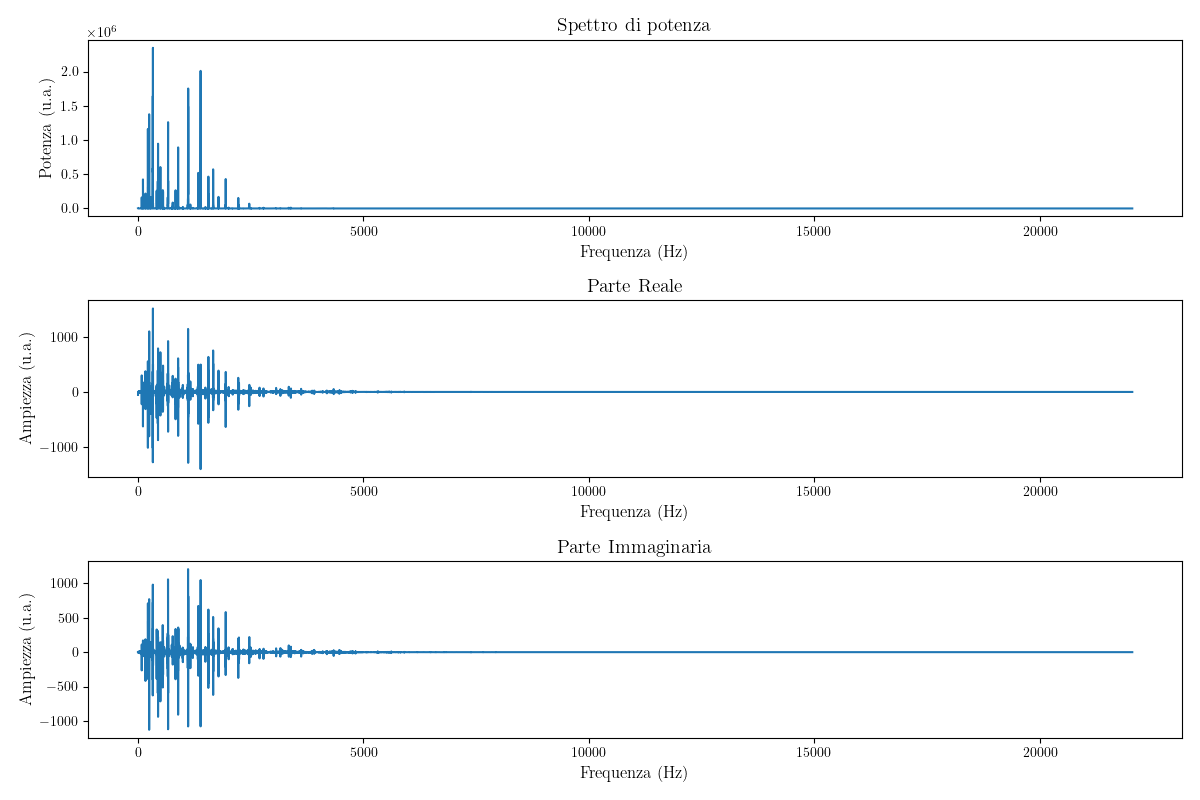 Spettro di potenza
×10⁶
2.0
1.5
1.0
0.5
0.0
Potenza (u.a.)
0 5000 10000 15000 20000
Frequenza (Hz)
Parte Reale
1000
0
−1000
Ampiezza (u.a.)
0 5000 10000 15000 20000
Frequenza (Hz)
Parte Immaginaria
1000
500
0
−500
−1000
Ampiezza (u.a.)
0 5000 10000 15000 20000
Frequenza (Hz)